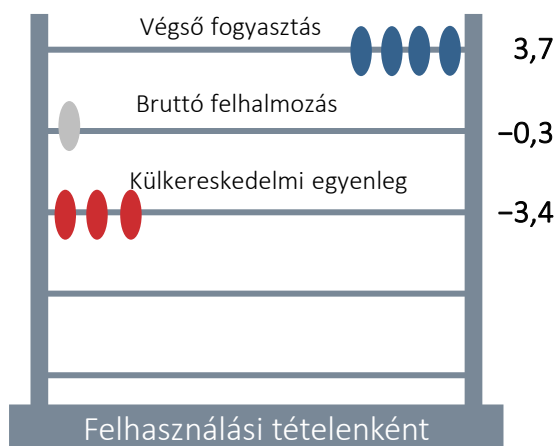 Végső fogyasztás
3,7
Bruttó felhalmozás
−0,3
Külkereskedelmi egyenleg
−3,4
Felhasználási tételenként